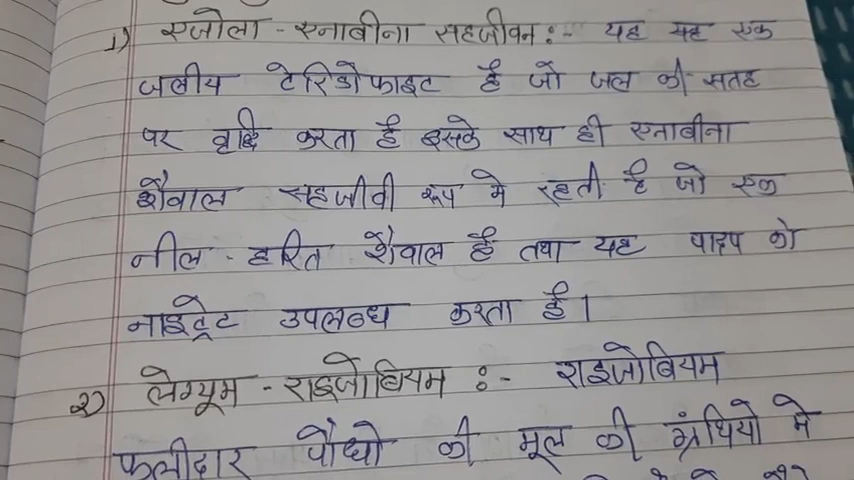 1) एजोला - एनाबीना सहजीवन :- यह यह एक
जलीय टेरिडोफाइट है जो जल की सतह
पर वृद्धि करता है इसके साथ ही एनाबीना
शैवाल सहजीवी रूप मे रहती है जो एक
नील - हरित शैवाल है तथा यह पादप को
नाइट्रेट उपलब्ध करता है।
2) लेग्यूम - राइजोबियम :- राइजोबियम
फलीदार पौधो की मूल की ग्रंथियो मे